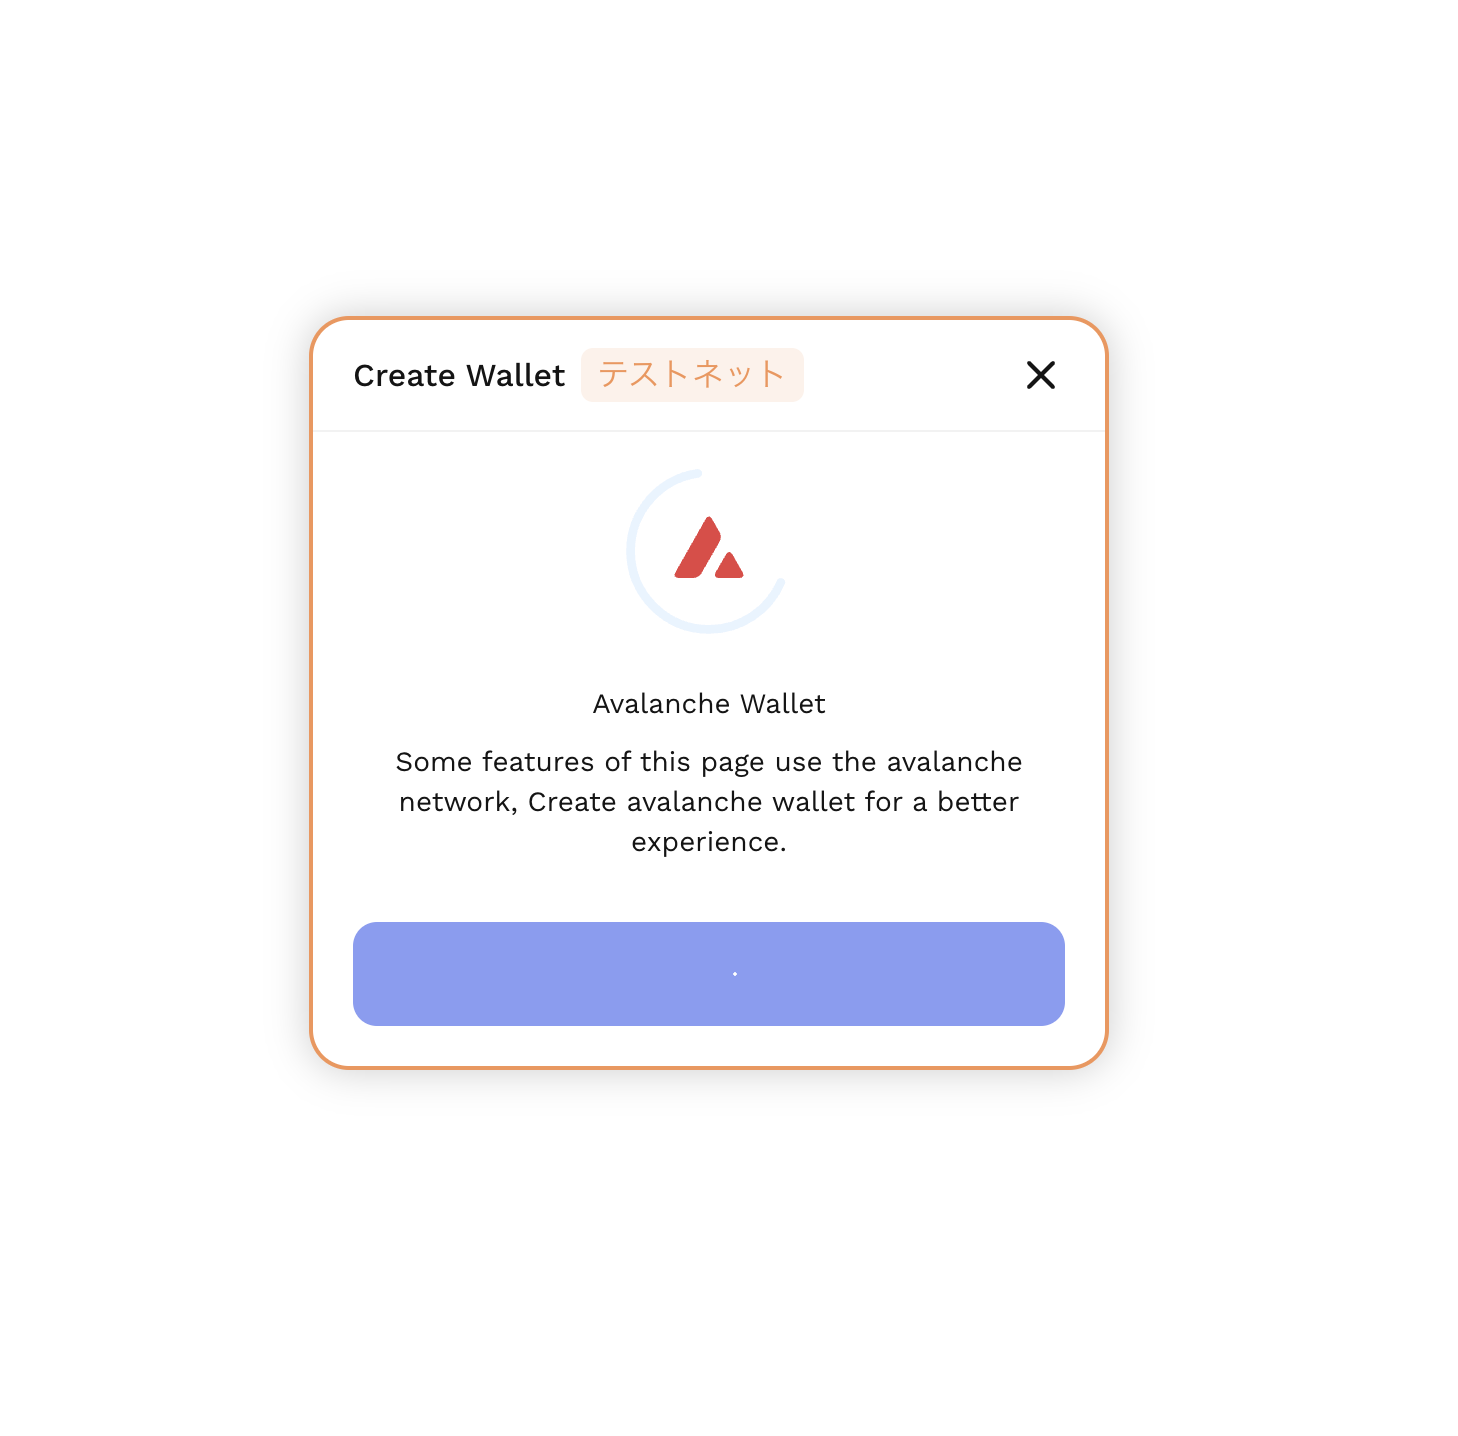 Create Wallet テストネット
Avalanche Wallet
Some features of this page use the avalanche
network, Create avalanche wallet for a better
experience.